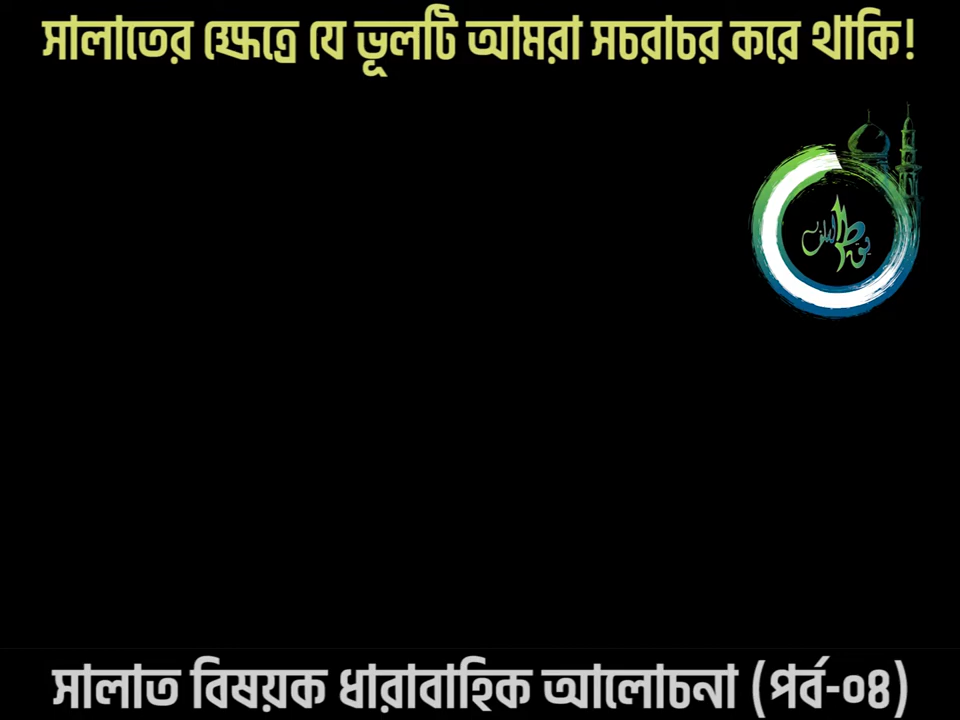 সালাতের ক্ষেত্রে যে ভূলটি আমরা সচরাচর করে থাকি!
সালাত বিষয়ক ধারাবাহিক আলোচনা (পর্ব-০৪)